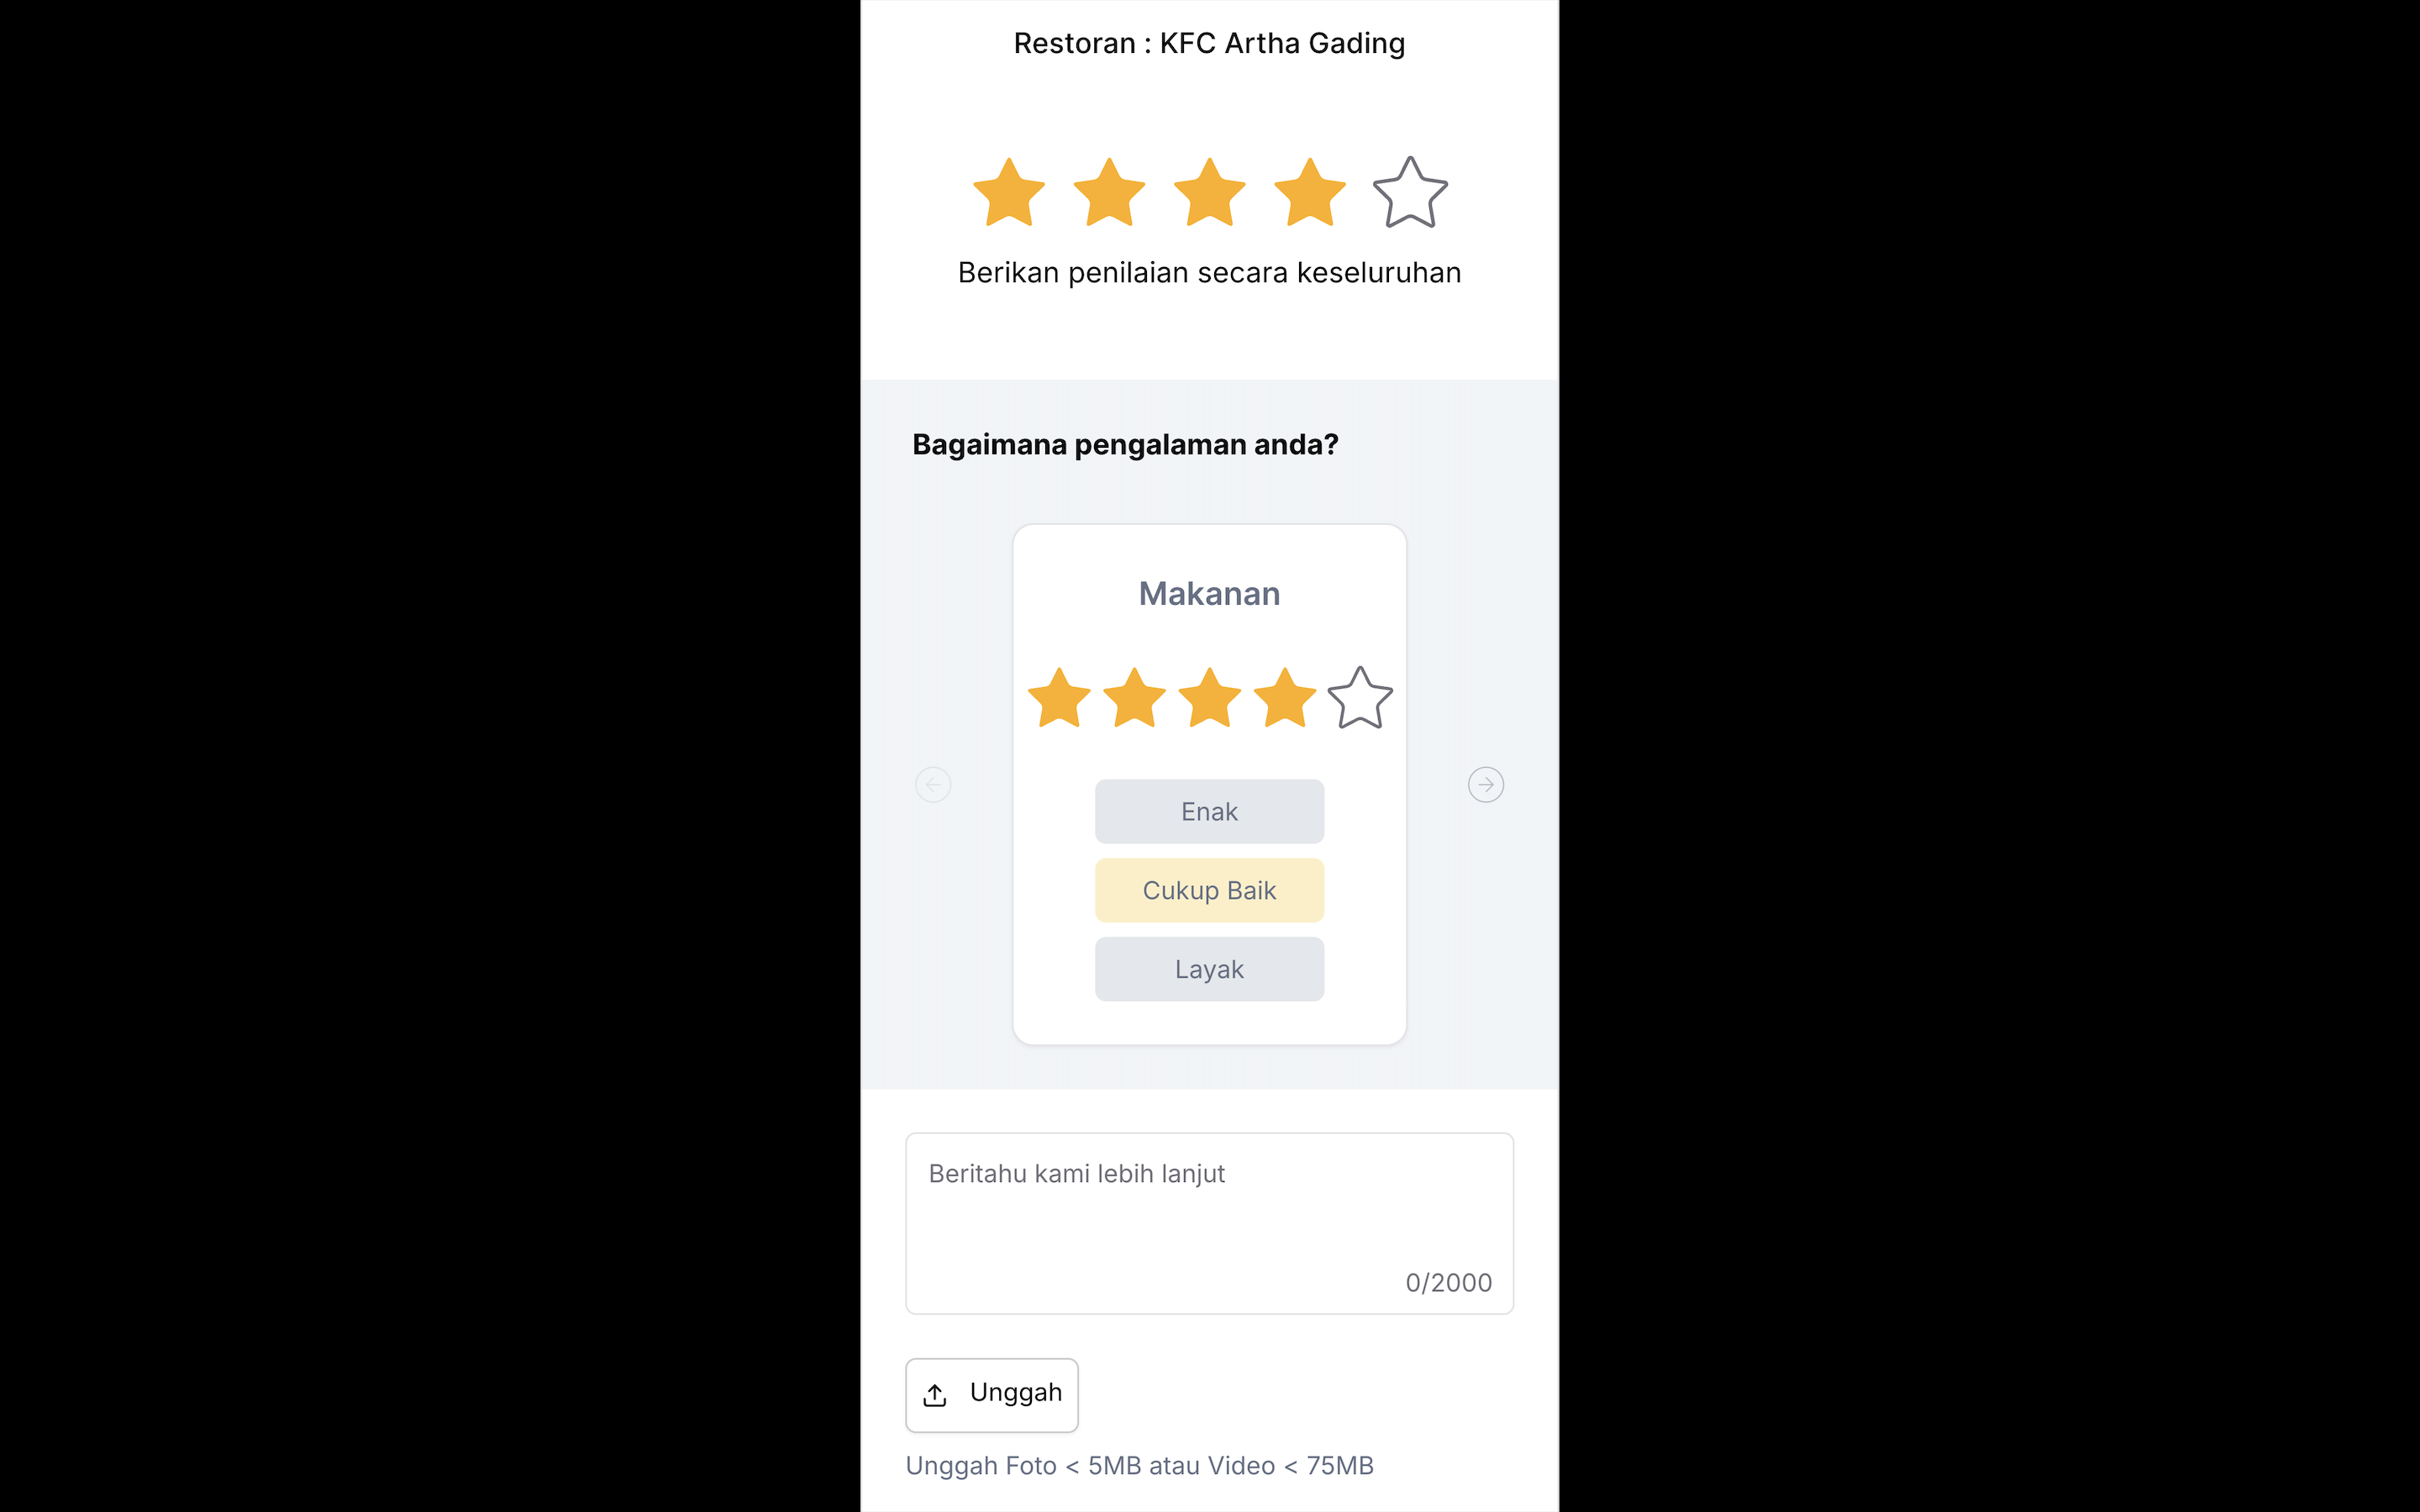 Restoran : KFC Artha Gading
Berikan penilaian secara keseluruhan
Bagaimana pengalaman anda?
Makanan
Enak
Cukup Baik
Layak
Beritahu kami lebih lanjut
0/2000
Unggah
Unggah Foto < 5MB atau Video < 75MB